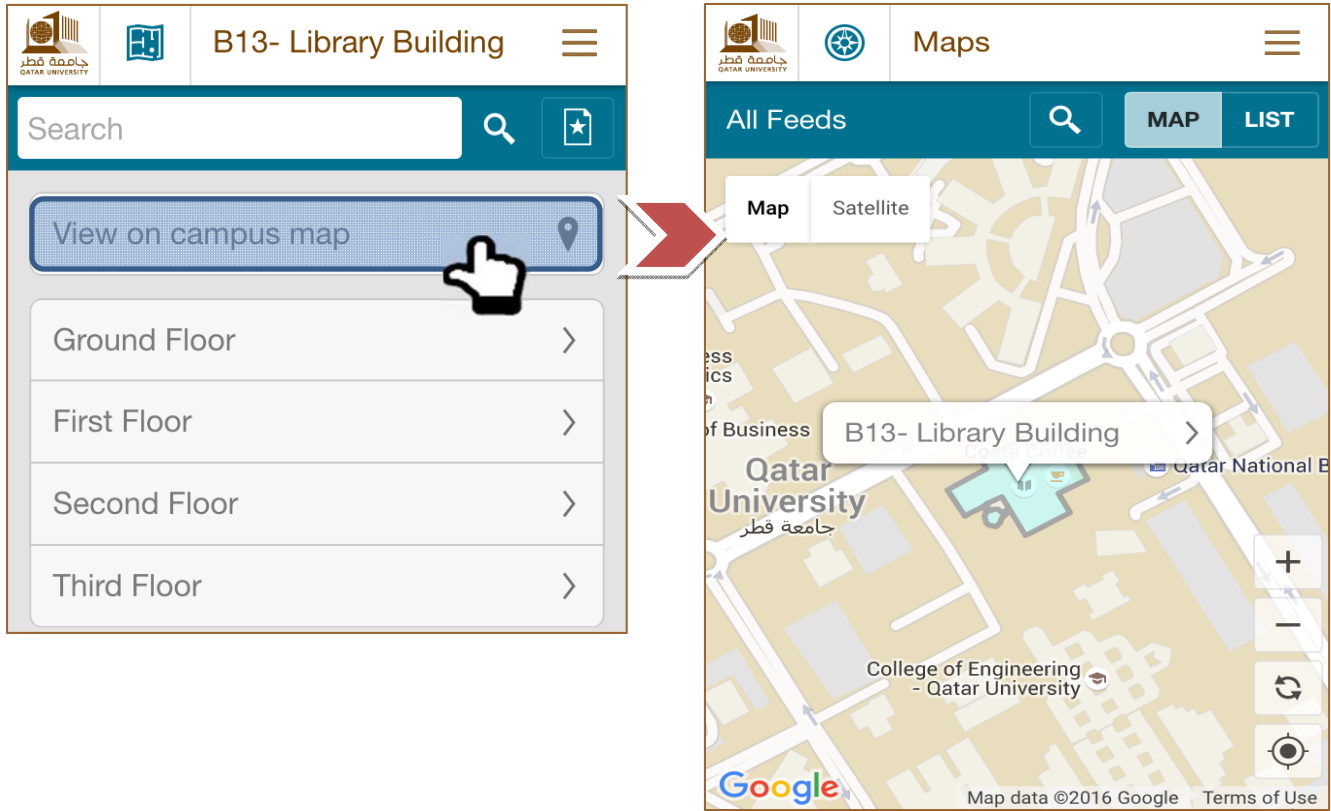 جامعة قطر
QATAR UNIVERSITY
B13- Library Building
Search
View on campus map
Ground Floor
First Floor
Second Floor
Third Floor
جامعة قطر
QATAR UNIVERSITY
Maps
All Feeds
MAP
LIST
Map
Satellite
ess
ics
of Business
B13- Library Building
Costa Coffee
Qatar National B
Qatar
University
جامعة قطر
College of Engineering
- Qatar University
Google
Map data ©2016 Google
Terms of Use